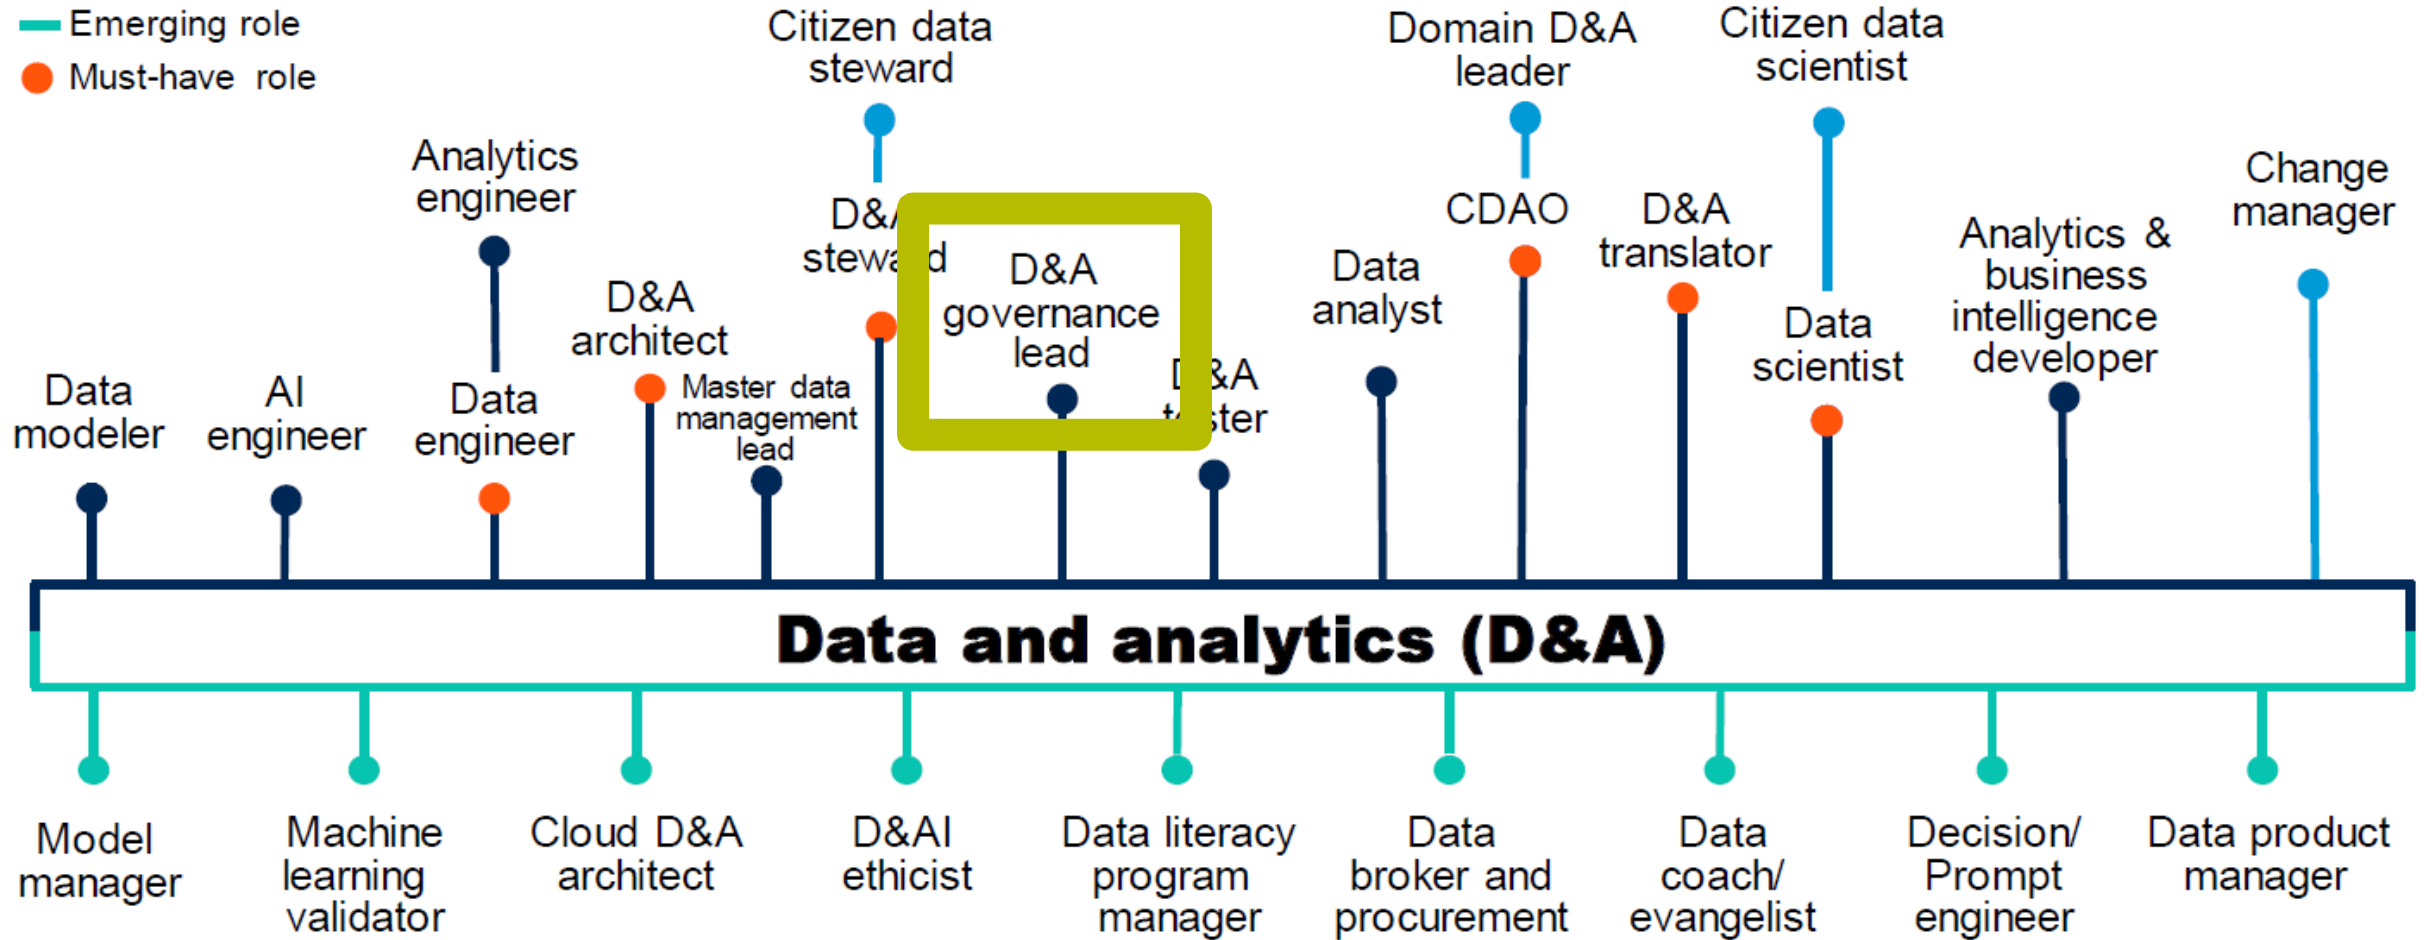 Emerging role
Must-have role
Citizen data
steward
Domain D&A
leader
Citizen data
scientist
Analytics
engineer
Change
manager
D&A
steward
CDAO
D&A
translator
Analytics &
business
intelligence
developer
D&A
governance
lead
Data
analyst
D&A
architect
Data
scientist
D&A
tester
Master data
management
lead
Data
modeler
AI
engineer
Data
engineer
Data and analytics (D&A)
Model
manager
Machine
learning
validator
Cloud D&A
architect
D&AI
ethicist
Data literacy
program
manager
Data
broker and
procurement
Data
coach/
evangelist
Decision/
Prompt
engineer
Data product
manager